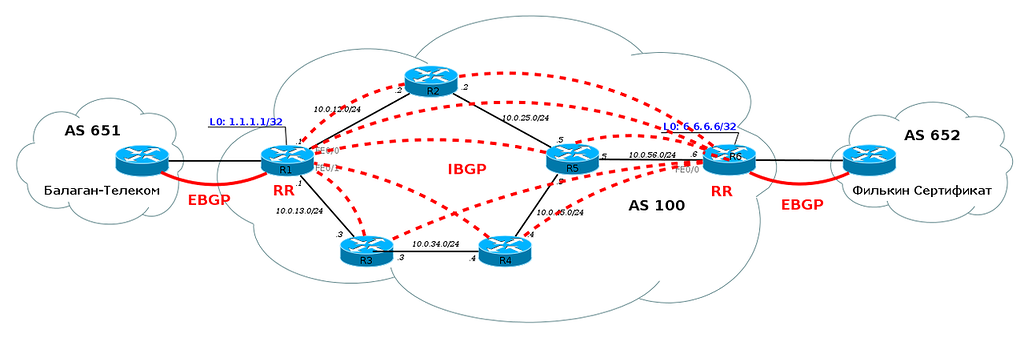 AS 651
Балаган-Телеком
EBGP
L0: 1.1.1.1/32
.1
R1
FE0/0
FE0/1
RR
.1
10.0.12.0/24
.2
R2
.2
10.0.25.0/24
10.0.13.0/24
.3
R3
.3
10.0.34.0/24
.4
R4
.4
10.0.45.0/24
IBGP
.5
R5
.5
.5
10.0.56.0/24
AS 100
L0: 6.6.6.6/32
.6
R6
FE0/0
RR
EBGP
AS 652
Филькин Сертификат